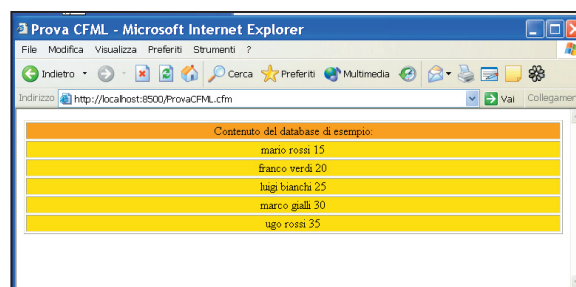 Prova CFML - Microsoft Internet Explorer
File Modifica Visualizza Preferiti Strumenti ?
Indietro Cerca Preferiti Multimedia
Indirizzo http://localhost:8500/ProvaCFML.cfm Vai Collegamen
Contenuto del database di esempio:
mario rossi 15
franco verdi 20
luigi bianchi 25
marco gialli 30
ugo rossi 35